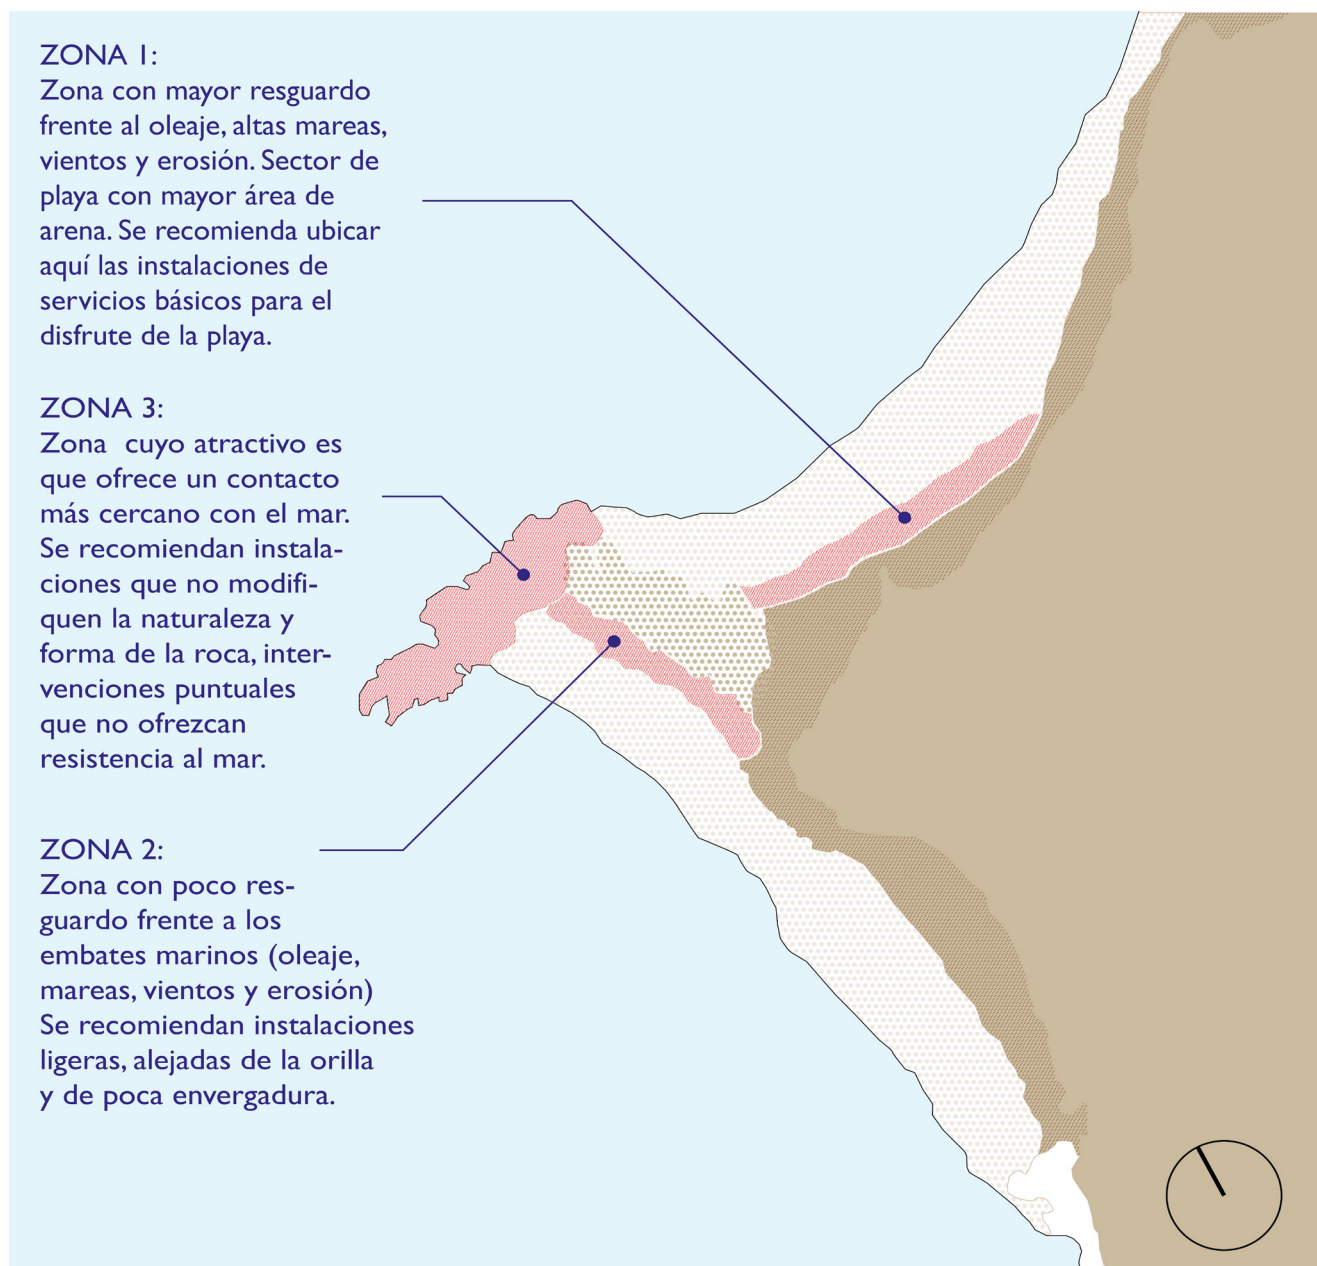 ZONA 1:
Zona con mayor resguardo
frente al oleaje, altas mareas,
vientos y erosión. Sector de
playa con mayor área de
arena. Se recomienda ubicar
aquí las instalaciones de
servicios básicos para el
disfrute de la playa.
ZONA 3:
Zona  cuyo atractivo es
que ofrece un contacto
más cercano con el mar.
Se recomiendan instala-
ciones que no modifi-
quen la naturaleza y
forma de la roca, inter-
venciones puntuales
que no ofrezcan
resistencia al mar.
ZONA 2:
Zona con poco res-
guardo frente a los
embates marinos (oleaje,
mareas, vientos y erosión)
Se recomiendan instalaciones
ligeras, alejadas de la orilla
y de poca envergadura.